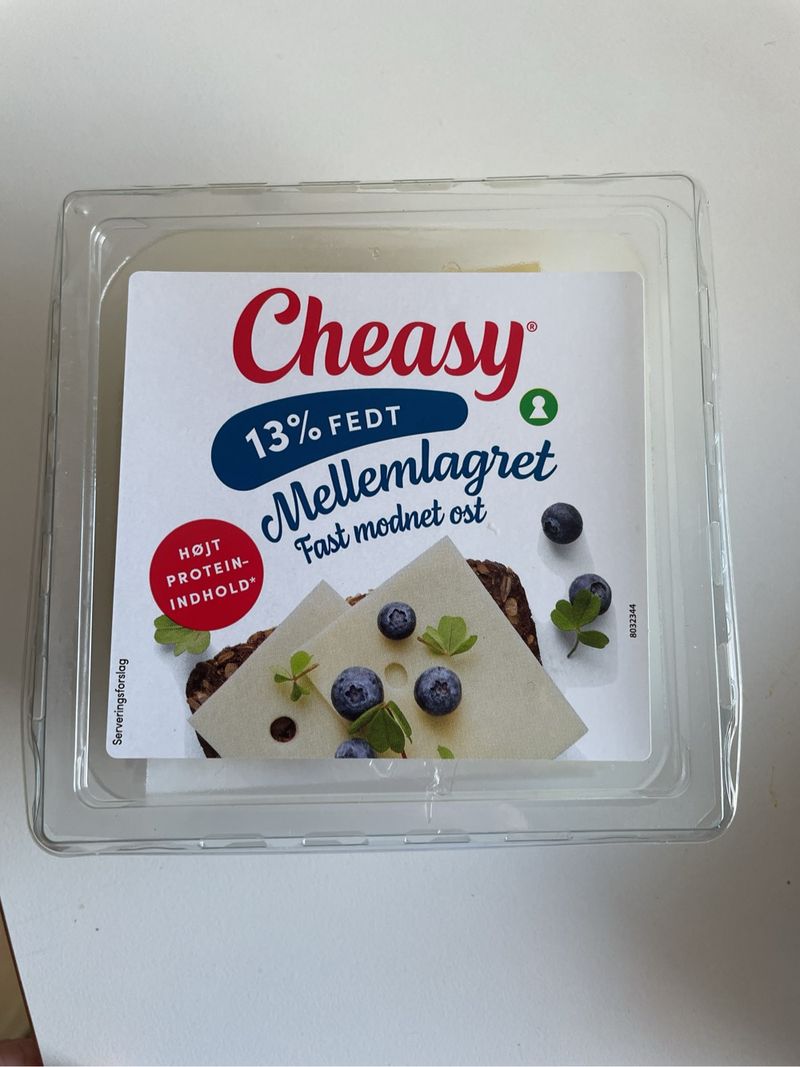 Cheasy®
13% FEDT
Mellemlagret
Fast modnet ost
HØJT
PROTEIN-
INDHOLD*
8032344
Serveringsforslag